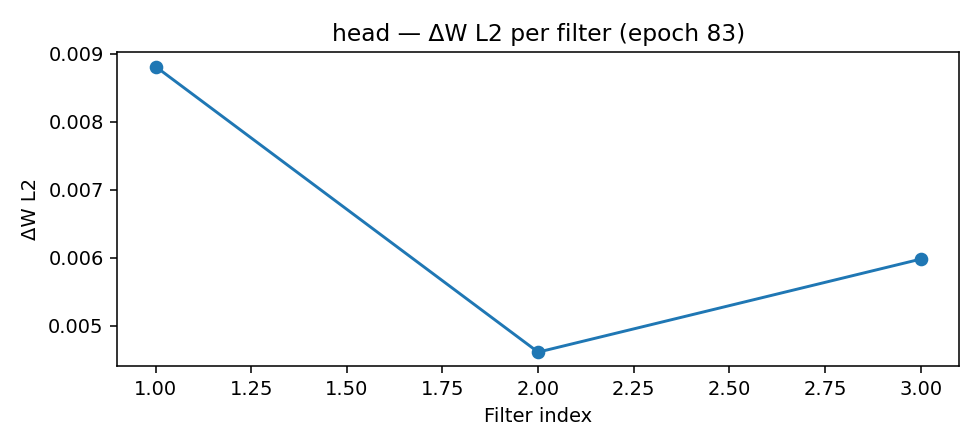 head — ΔW L2 per filter (epoch 83)
0.009
0.008
0.007
0.006
0.005
ΔW L2
1.00 1.25 1.50 1.75 2.00 2.25 2.50 2.75 3.00
Filter index